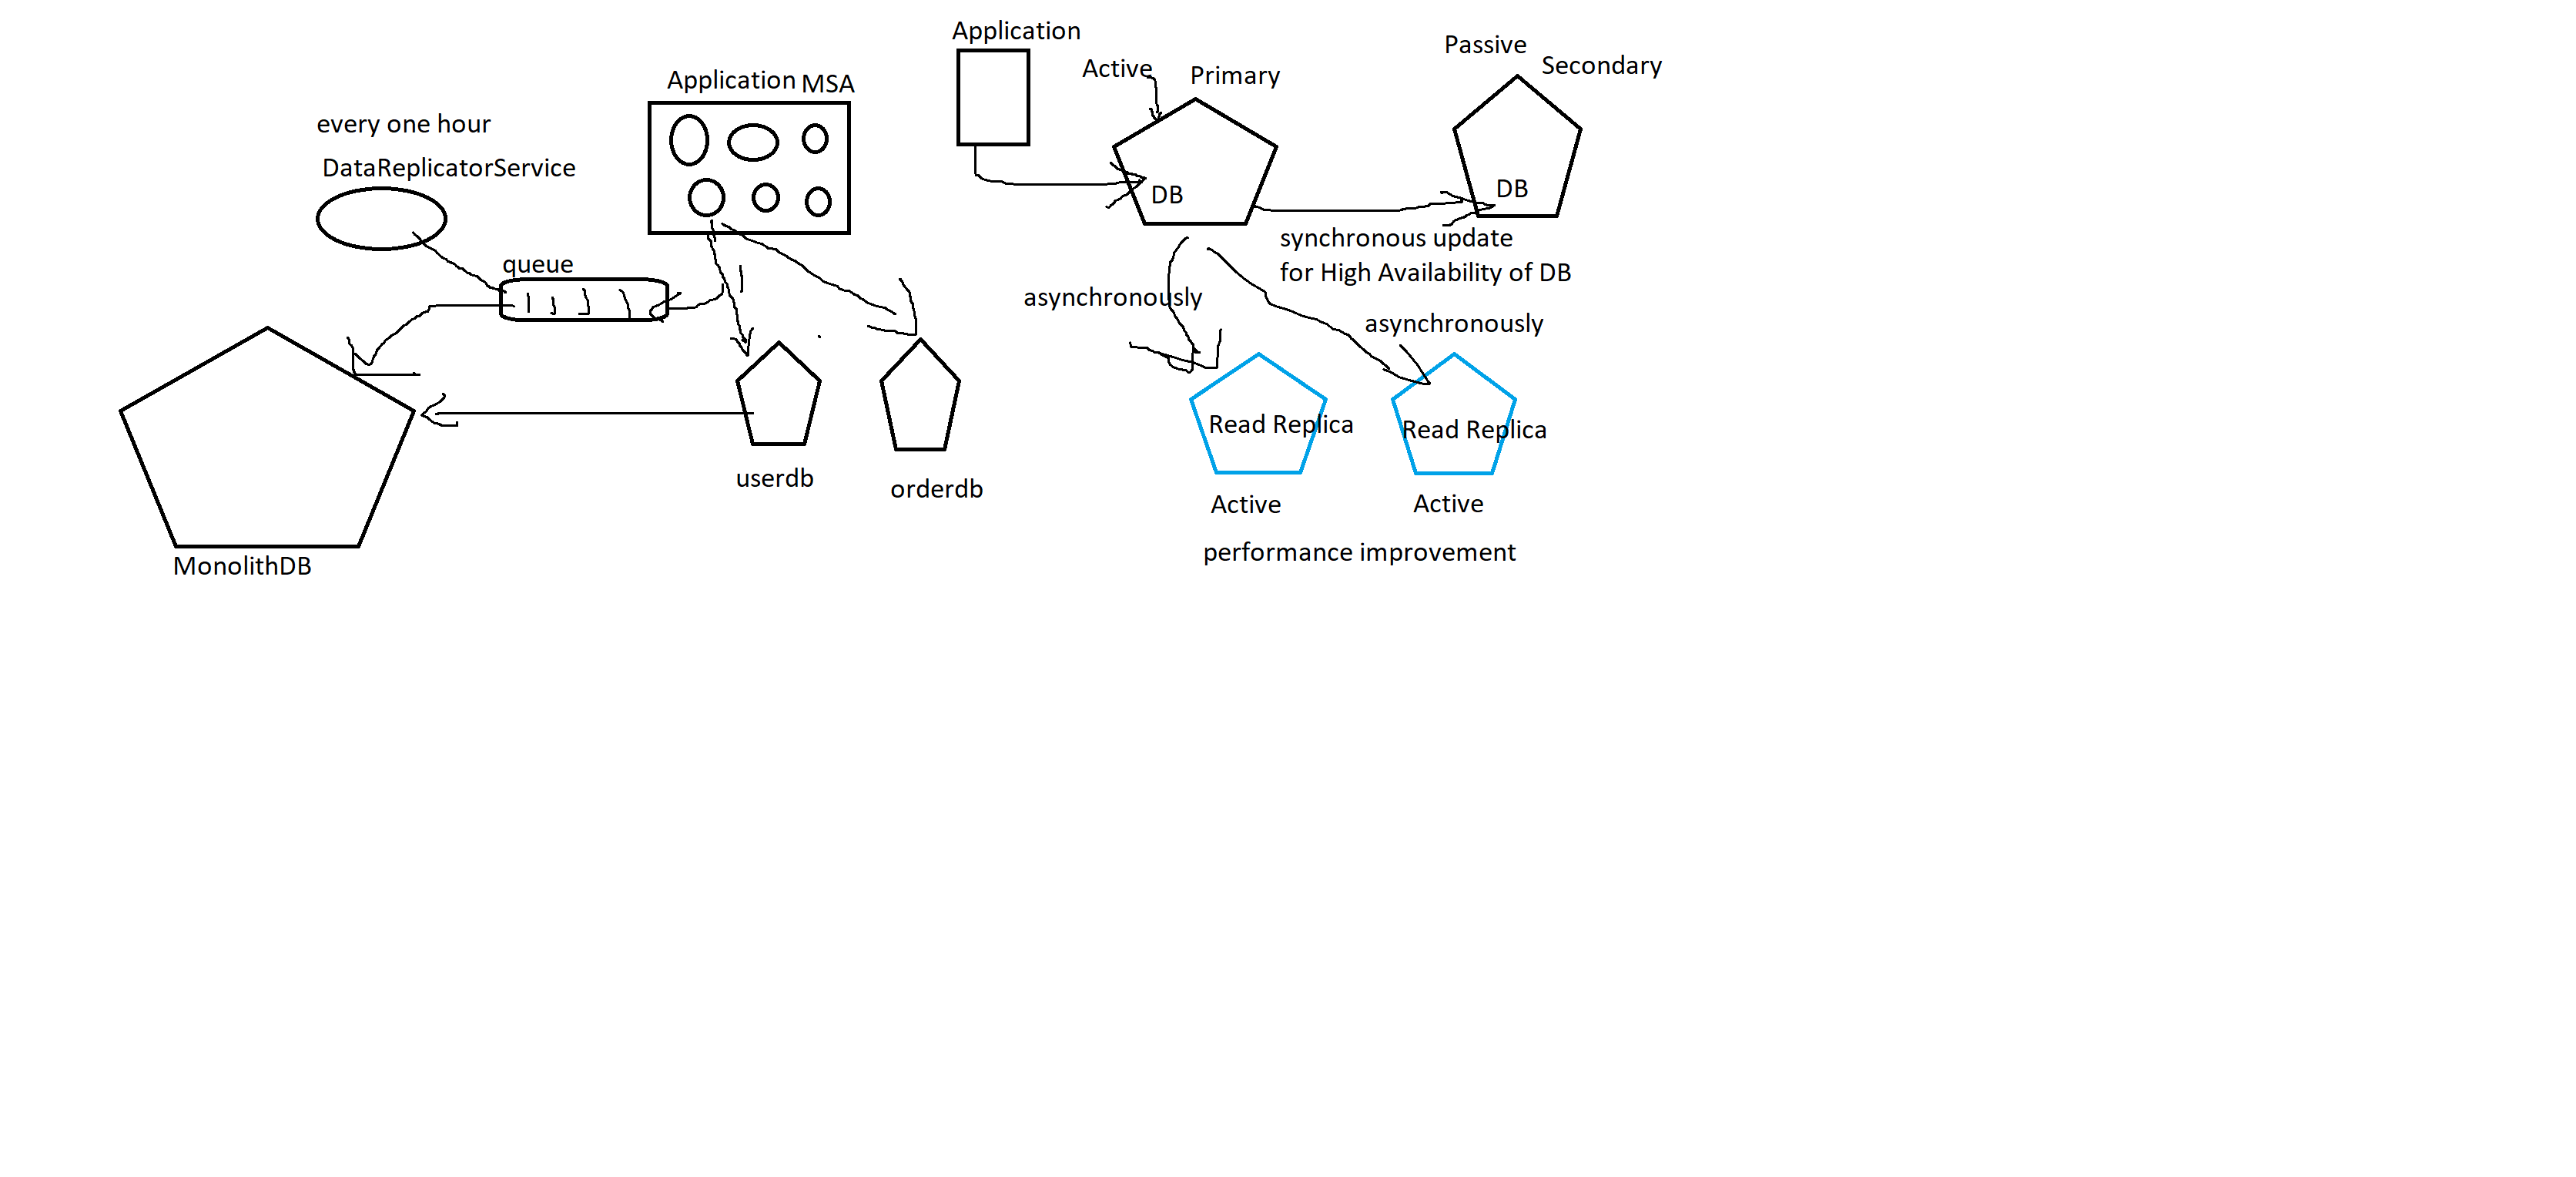 every one hour
DataReplicatorService
queue
MonolithDB
Application MSA
userdb
orderdb
Application
Active
Primary
DB
Passive
Secondary
DB
synchronous update
for High Availability of DB
asynchronously
asynchronously
Read Replica
Read Replica
Active
Active
performance improvement